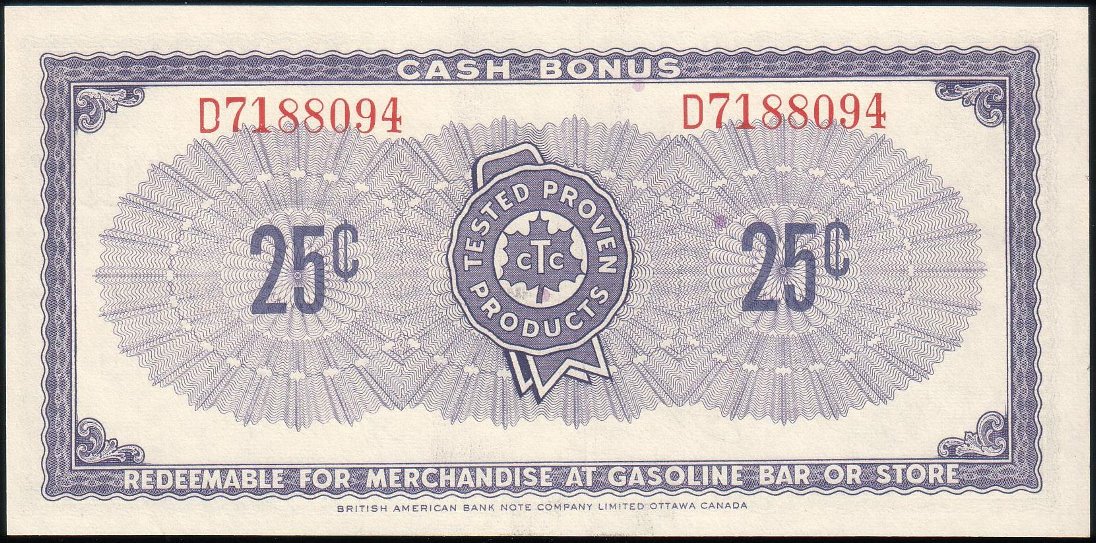 CASH BONUS
D7188094
D7188094
TESTED PROVEN
PRODUCTS
CTC
25¢
25¢
REDEEMABLE FOR MERCHANDISE AT GASOLINE BAR OR STORE
BRITISH AMERICAN BANK NOTE COMPANY LIMITED OTTAWA CANADA